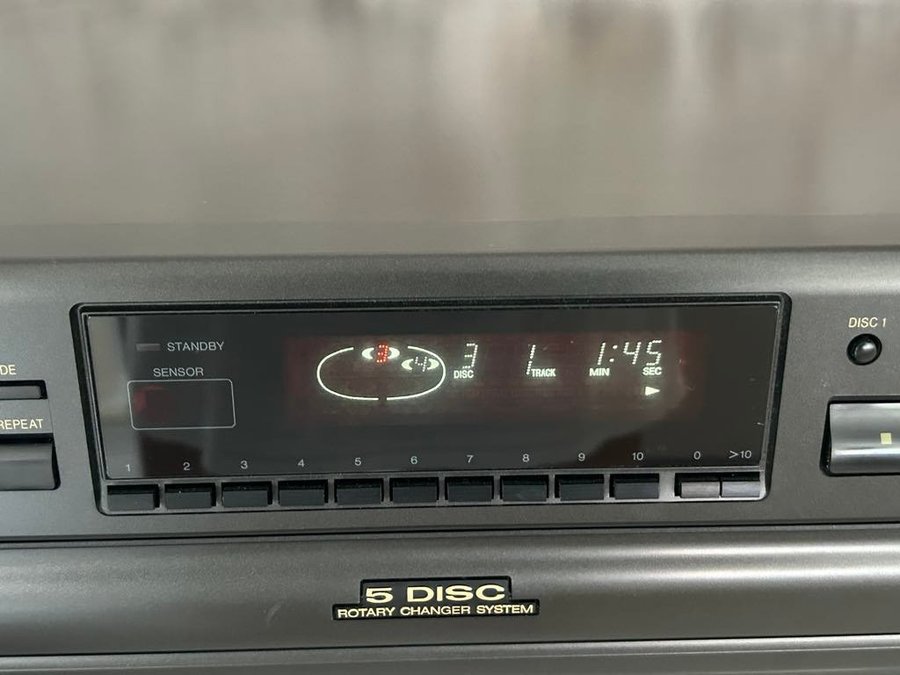 DISC 1
STANDBY
3 4 3 DISC 1 TRACK 1:45 MIN SEC
DE
SENSOR
REPEAT
1 2 3 4 5 6 7 8 9 10 0 >10
5 DISC
ROTARY CHANGER SYSTEM